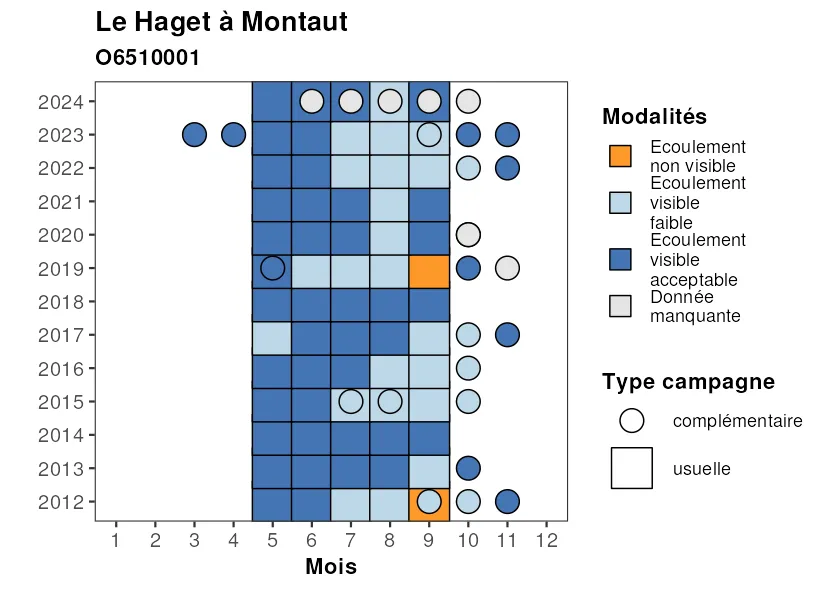 Le Haget à Montaut
O6510001
2024
2023
2022
2021
2020
2019
2018
2017
2016
2015
2014
2013
2012
1 2 3 4 5 6 7 8 9 10 11 12
Mois
Modalités
Ecoulement
non visible
Ecoulement
visible
faible
Ecoulement
visible
acceptable
Donnée
manquante
Type campagne
complémentaire
usuelle